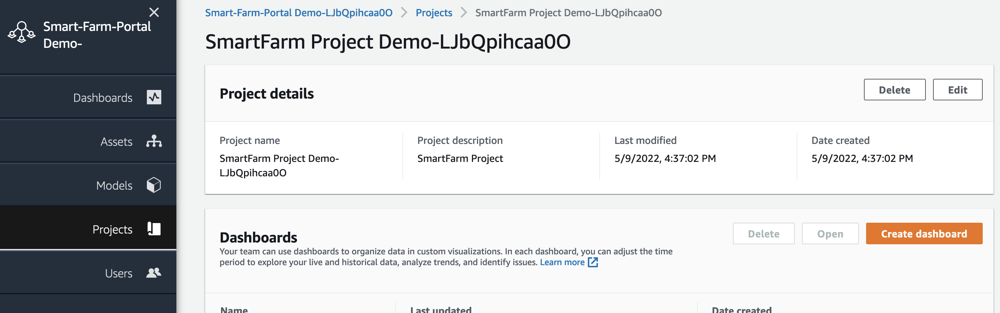 Smart-Farm-Portal
Demo-
Dashboards
Assets
Models
Projects
Users
Smart-Farm-Portal Demo-LJbQpihcaa0O
Projects
SmartFarm Project Demo-LJbQpihcaa0O
SmartFarm Project Demo-LJbQpihcaa0O
Project details
Delete
Edit
Project name
SmartFarm Project Demo-
LJbQpihcaa0O
Project description
SmartFarm Project
Last modified
5/9/2022, 4:37:02 PM
Date created
5/9/2022, 4:37:02 PM
Dashboards
Delete
Open
Create dashboard
Your team can use dashboards to organize data in custom visualizations. In each dashboard, you can adjust the time
period to explore your live and historical data, analyze trends, and identify issues. Learn more
Name
Last updated
Date created